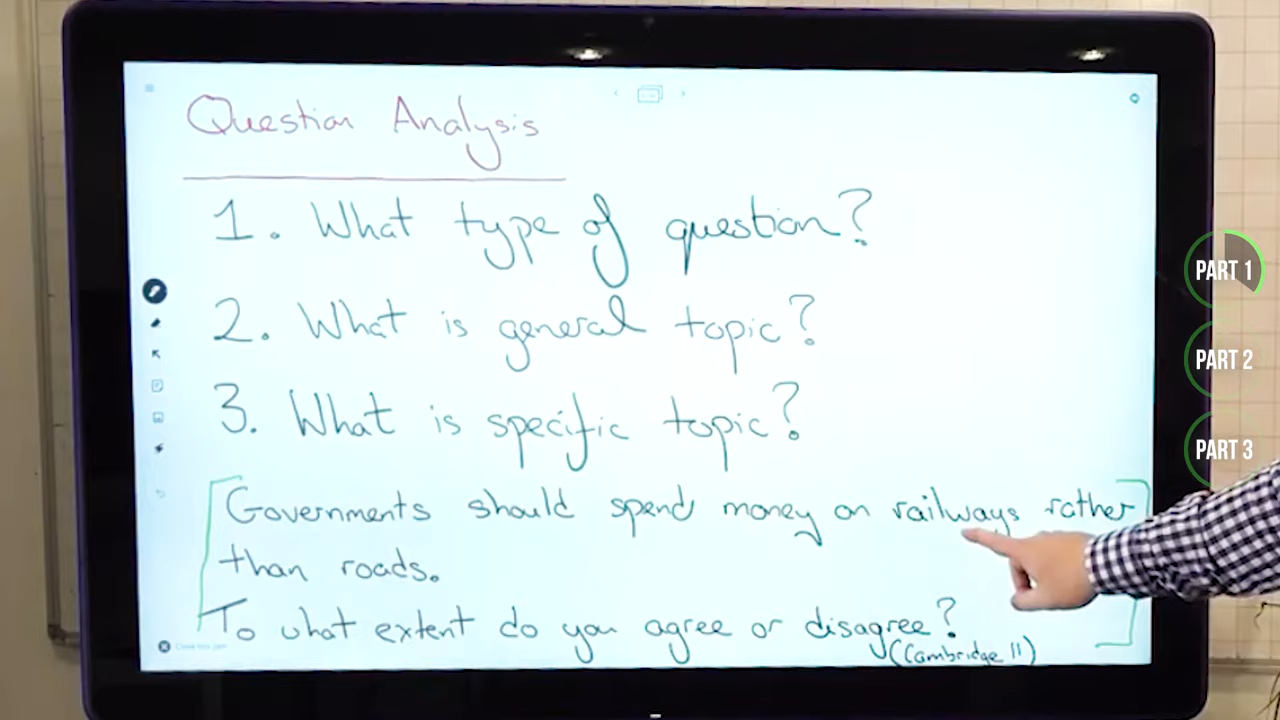 Question Analysis
1. What type of question?
2. What is general topic?
3. What is specific topic?
Governments should spend money on railways rather
than roads.
To what extent do you agree or disagree?
(Cambridge 11)
PART 1
PART 2
PART 3